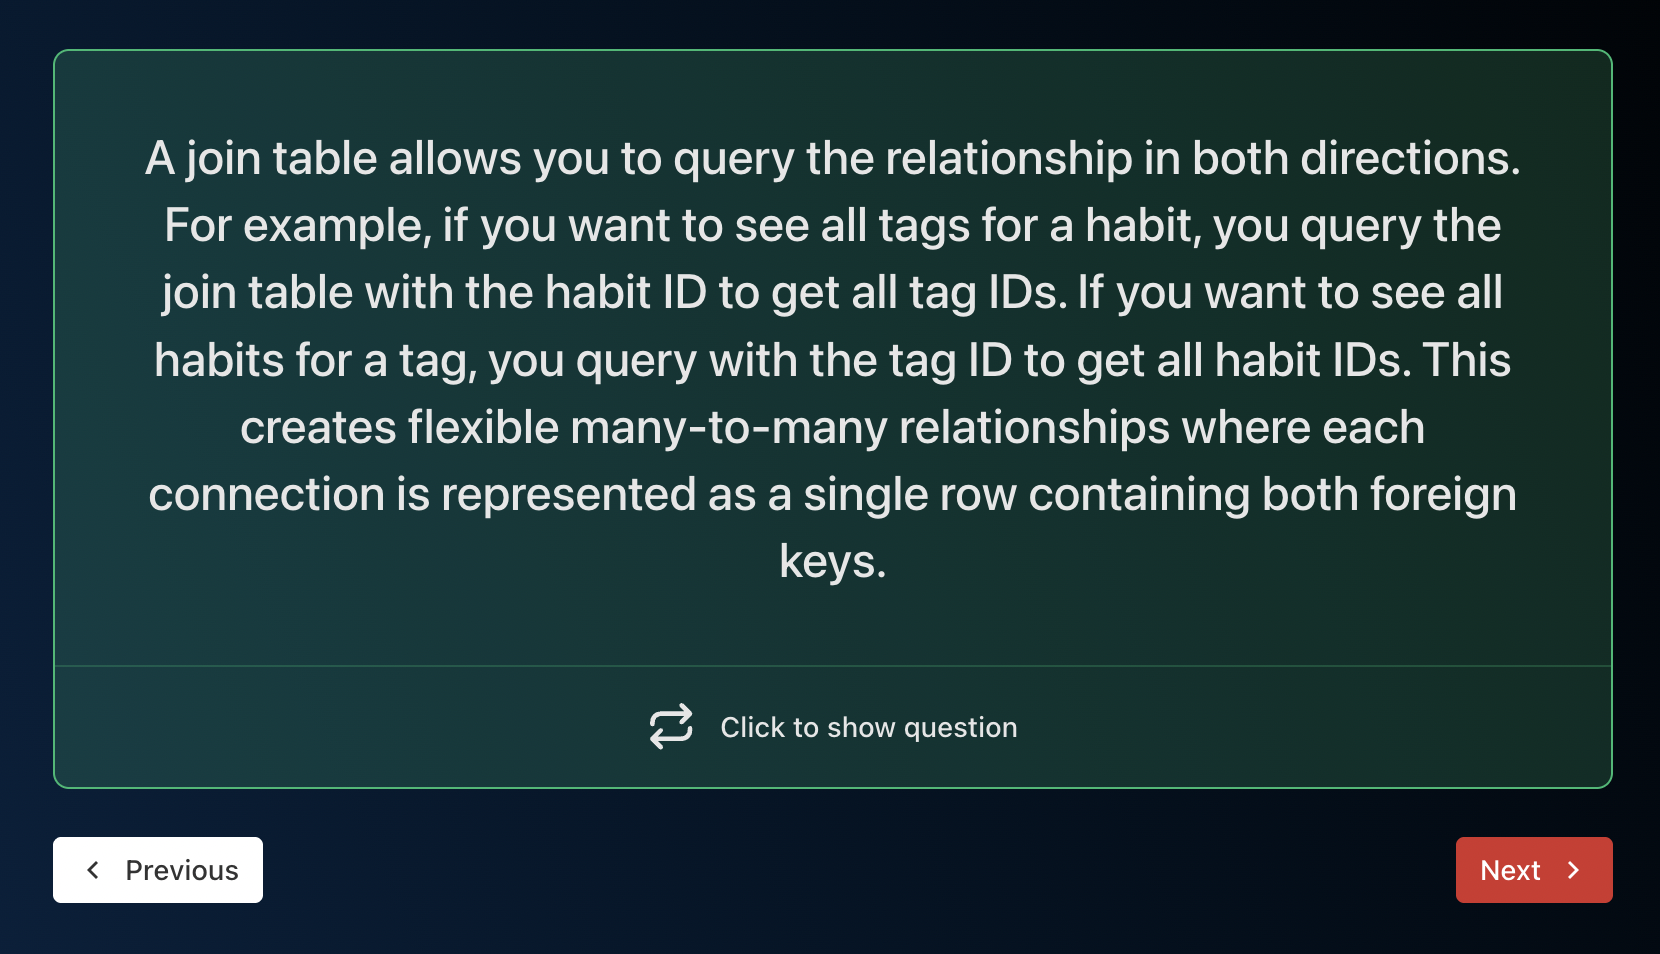 A join table allows you to query the relationship in both directions.
For example, if you want to see all tags for a habit, you query the
join table with the habit ID to get all tag IDs. If you want to see all
habits for a tag, you query with the tag ID to get all habit IDs. This
creates flexible many-to-many relationships where each
connection is represented as a single row containing both foreign
keys.
Click to show question
Previous
Next